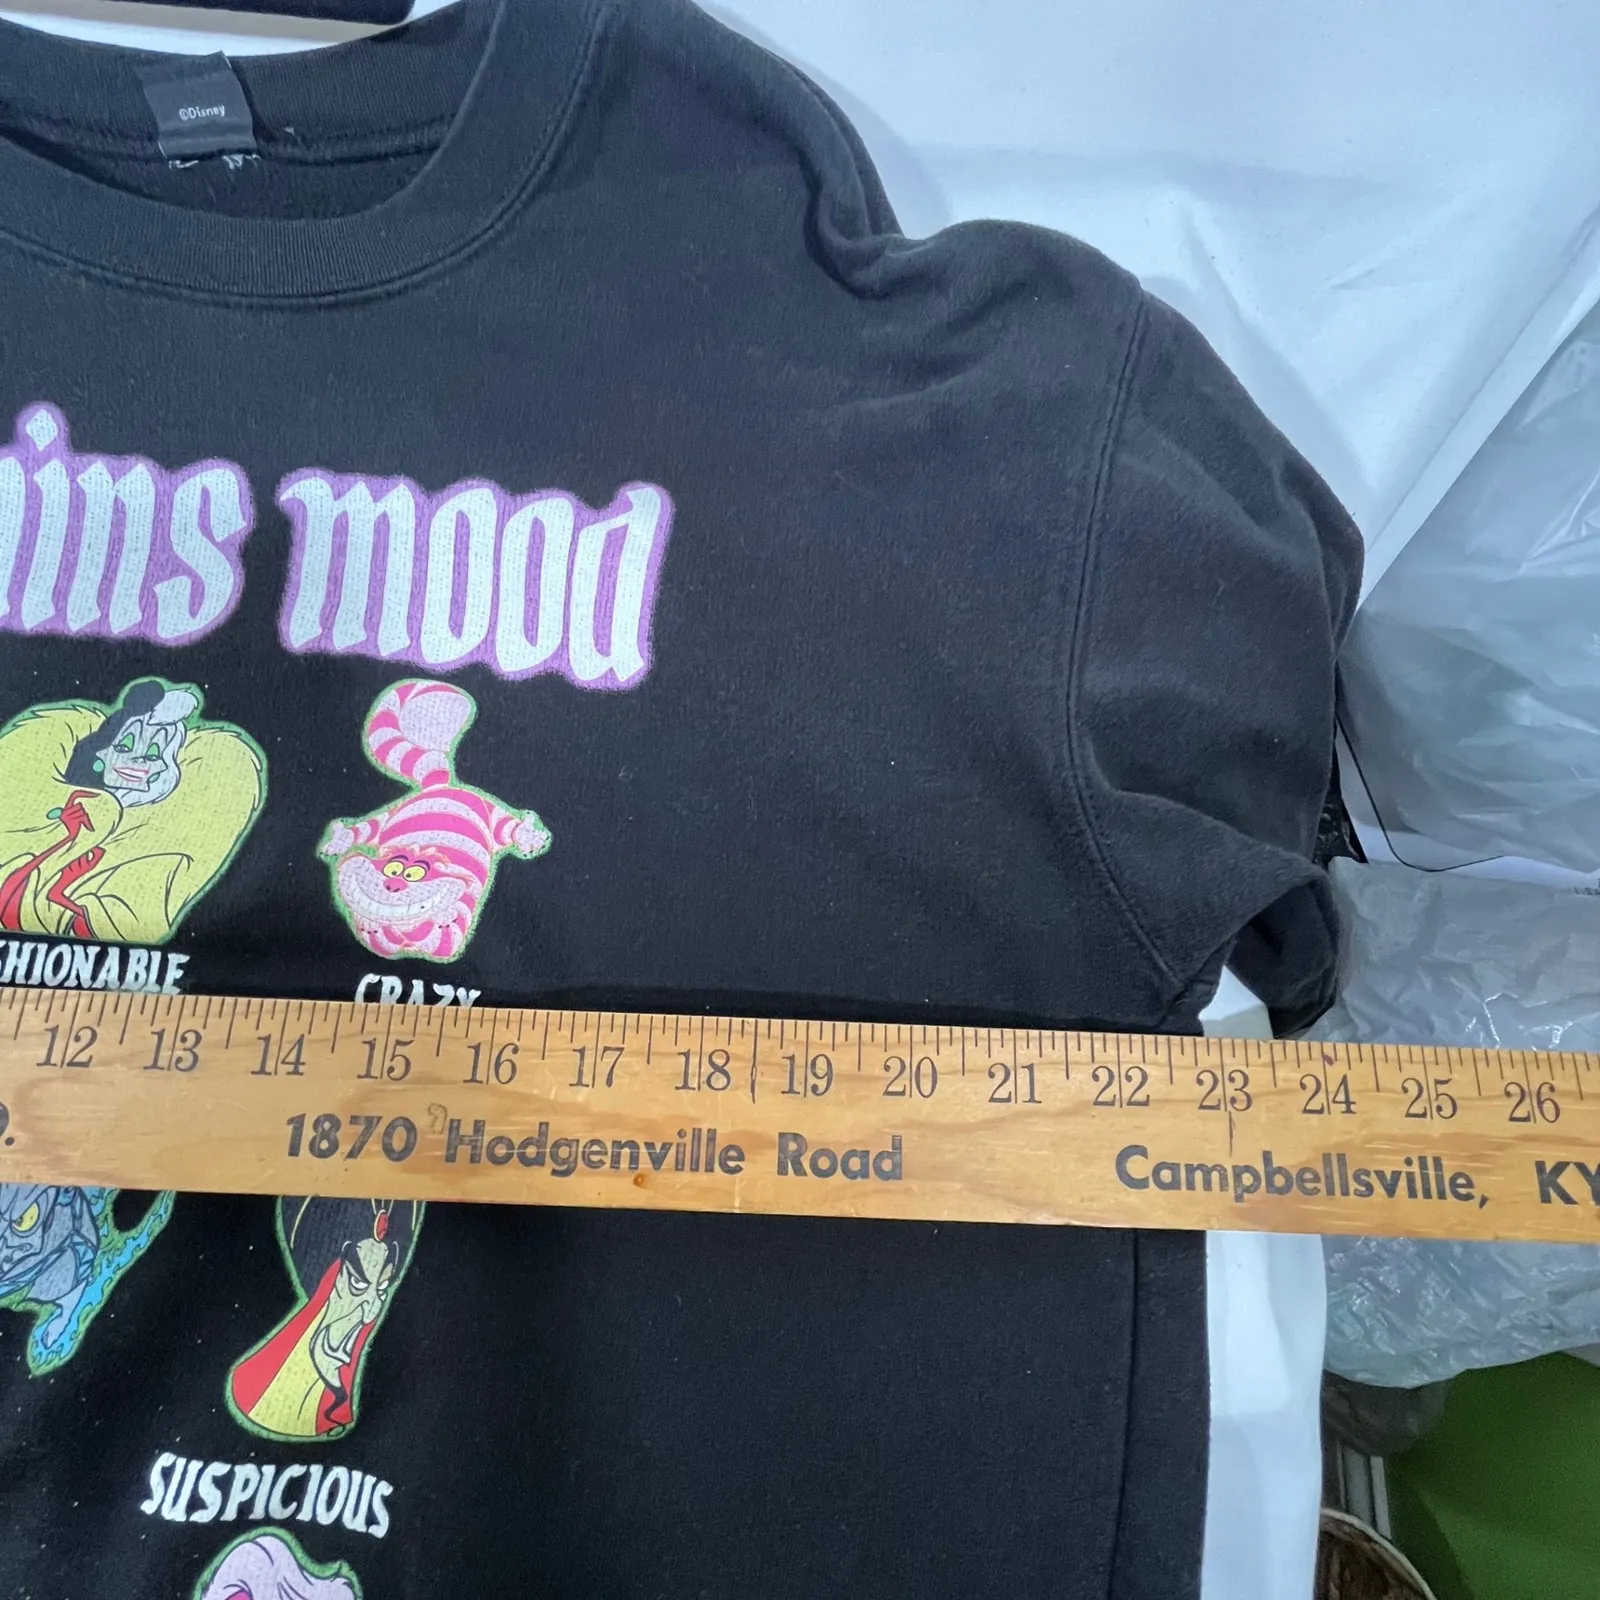 ©Disney
ins mood
SHIONABLE
CRAZY
12 13 14 15 16 17 18 19 20 21 22 23 24 25 26
1870 Hodgenville Road Campbellsville, KY
SUSPICIOUS